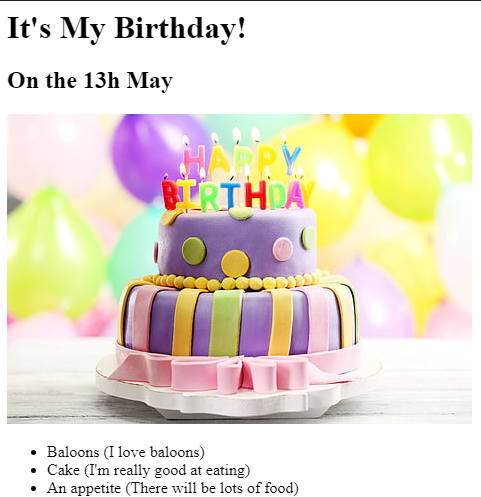 It's My Birthday!
On the 13h May
HAPPY
BIRTHDAY
Baloons (I love baloons)
Cake (I'm really good at eating)
An appetite (There will be lots of food)